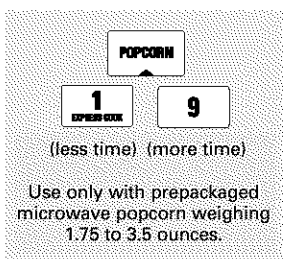 POPCORN
1 9
EXPRESS COOK
(less time) (more time)
Use only with prepackaged
microwave popcorn weighing
1.75 to 3.5 ounces.